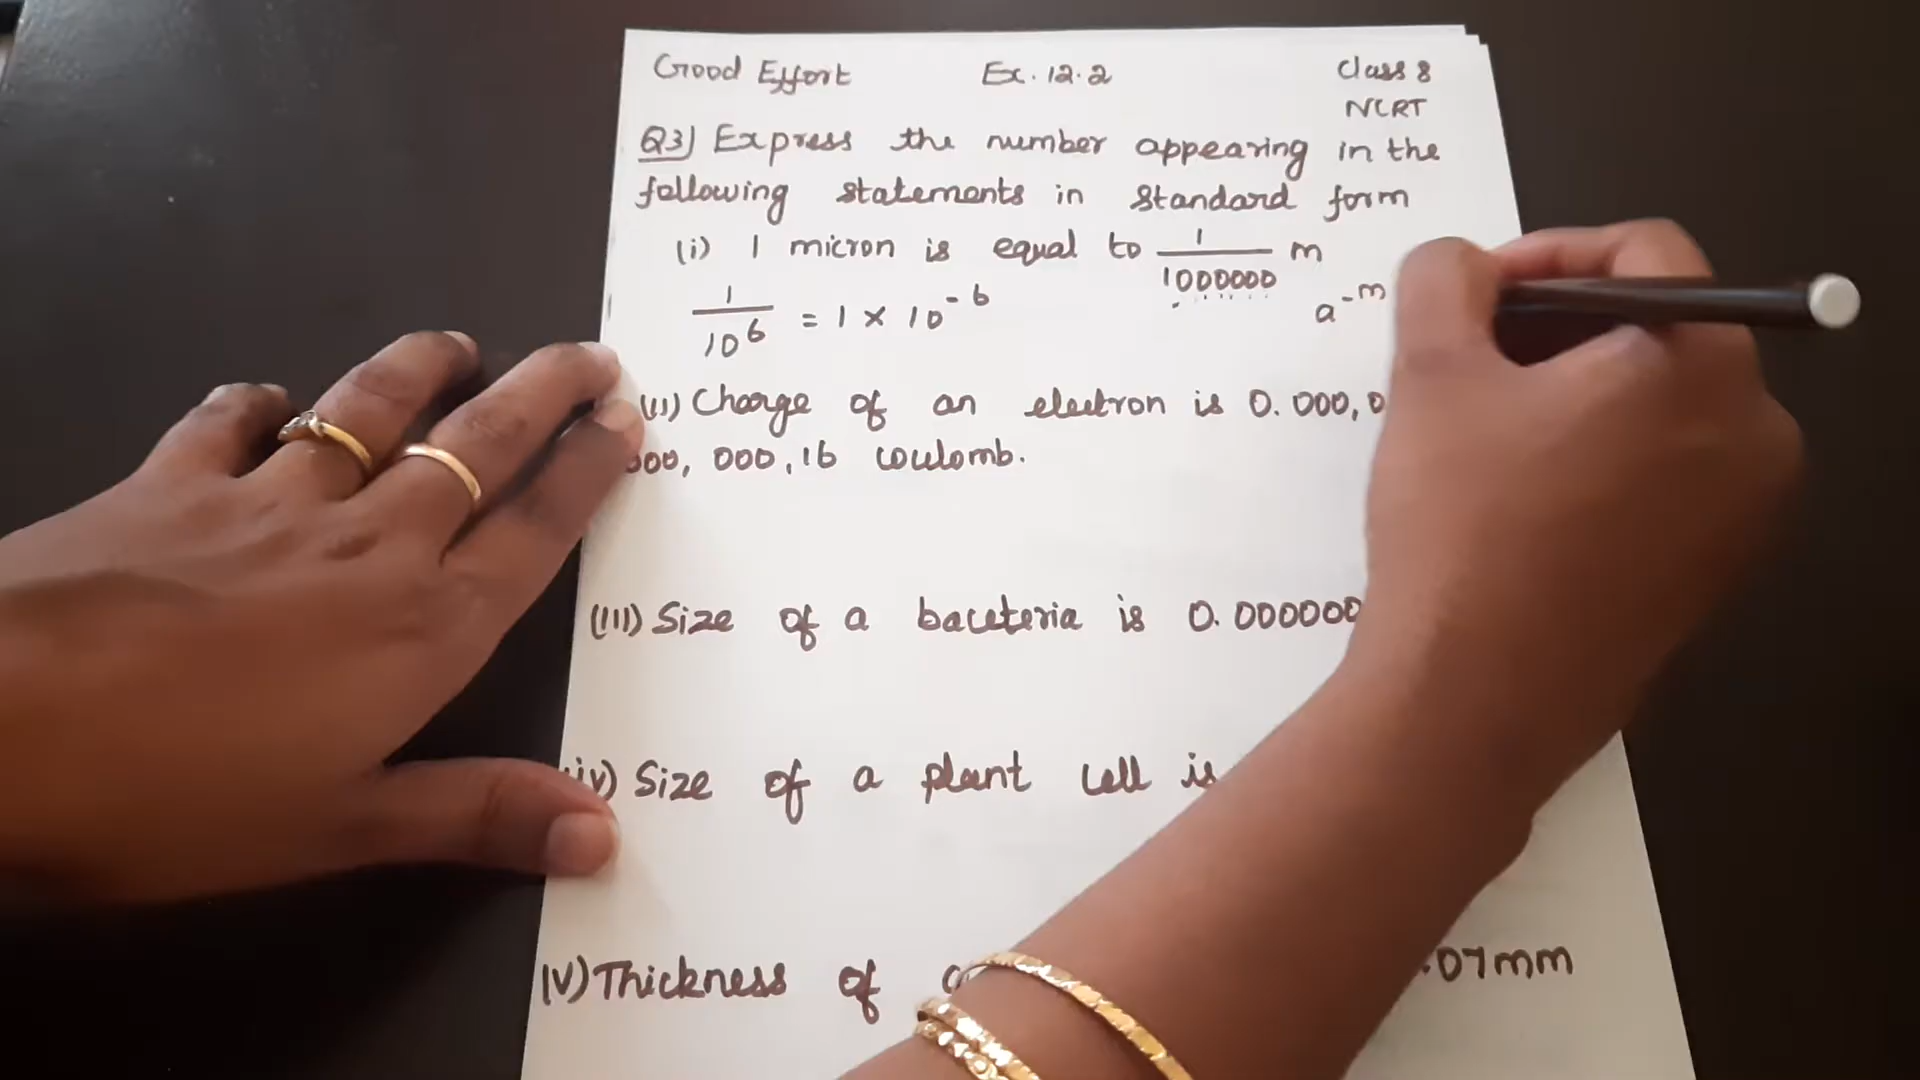 Good Effort Ex. 12.2 Class 8
NCRT
Q3) Express the number appearing in the
following statements in standard form
(i) 1 micron is equal to 1/1000000 m
1/10^6 = 1 × 10^-6 a^-m
(ii) Charge of an electron is 0.000,0
000, 000,16 coulomb.
(III) Size of a baceteria is 0.000000
iv) Size of a plant cell is
(V) Thickness of .07mm